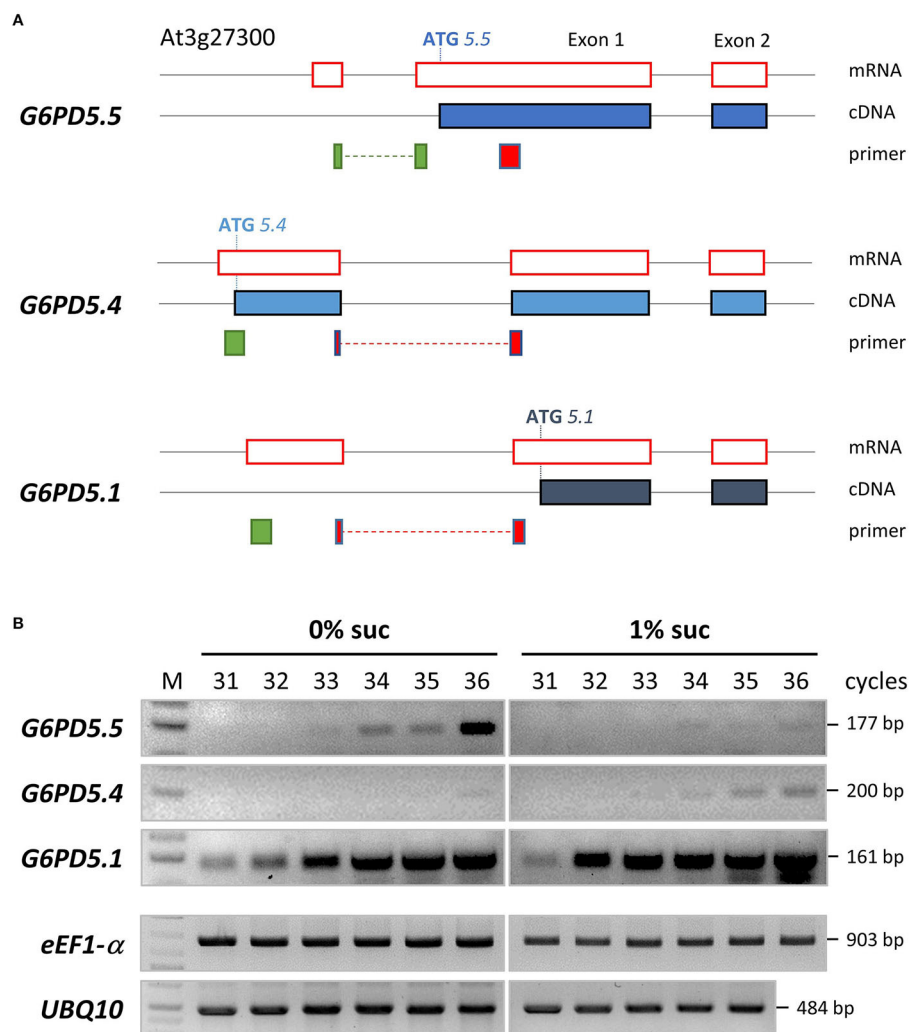 A
At3g27300
ATG 5.5
Exon 1
Exon 2
mRNA
G6PD5.5
cDNA
primer
ATG 5.4
mRNA
G6PD5.4
cDNA
primer
ATG 5.1
mRNA
G6PD5.1
cDNA
primer
B
0% suc
1% suc
M 31 32 33 34 35 36 31 32 33 34 35 36 cycles
G6PD5.5 177 bp
G6PD5.4 200 bp
G6PD5.1 161 bp
eEF1-α 903 bp
UBQ10 484 bp